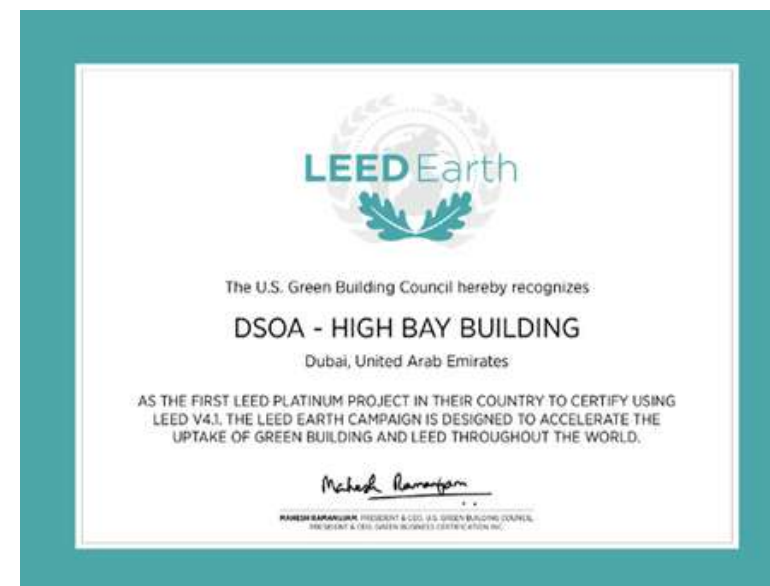 LEED Earth
The U.S. Green Building Council hereby recognizes
DSOA - HIGH BAY BUILDING
Dubai, United Arab Emirates
AS THE FIRST LEED PLATINUM PROJECT IN THEIR COUNTRY TO CERTIFY USING
LEED V4.1. THE LEED EARTH CAMPAIGN IS DESIGNED TO ACCELERATE THE
UPTAKE OF GREEN BUILDING AND LEED THROUGHOUT THE WORLD.
Mahesh Ramanujam
MAHESH RAMANUJAM, PRESIDENT & CEO, U.S. GREEN BUILDING COUNCIL,
PRESIDENT & CEO, GREEN BUSINESS CERTIFICATION INC.